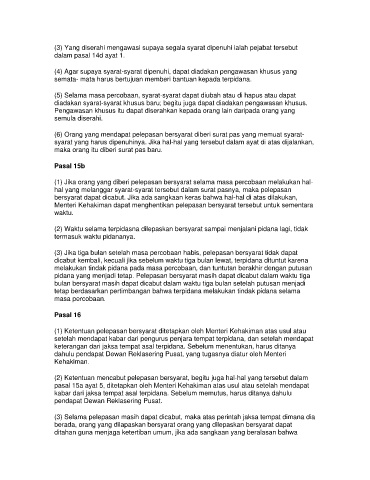 (3) Yang diserahi mengawasi supaya segala syarat dipenuhi ialah pejabat tersebut
dalam pasal 14d ayat 1.
(4) Agar supaya syarat-syarat dipenuhi, dapat diadakan pengawasan khusus yang
semata- mata harus bertujuan memberi bantuan kepada terpidana.
(5) Selama masa percobaan, syarat-syarat dapat diubah atau di hapus atau dapat
diadakan syarat-syarat khusus baru; begitu juga dapat diadakan pengawasan khusus.
Pengawasan khusus itu dapat diserahkan kepada orang lain daripada orang yang
semula diserahi.
(6) Orang yang mendapat pelepasan bersyarat diberi surat pas yang memuat syarat-
syarat yang harus dipenuhinya. Jika hal-hal yang tersebut dalam ayat di atas dijalankan,
maka orang itu diberi surat pas baru.
Pasal 15b
(1) Jika orang yang diberi pelepasan bersyarat selama masa percobaan melakukan hal-
hal yang melanggar syarat-syarat tersebut dalam surat pasnya, maka pelepasan
bersyarat dapat dicabut. Jika ada sangkaan keras bahwa hal-hal di atas dilakukan,
Menteri Kehakiman dapat menghentikan pelepasan bersyarat tersebut untuk sementara
waktu.
(2) Waktu selama terpidasna dilepaskan bersyarat sampai menjalani pidana lagi, tidak
termasuk waktu pidananya.
(3) Jika tiga bulan setelah masa percobaan habis, pelepasan bersyarat tidak dapat
dicabut kembali, kecuali jika sebelum waktu tiga bulan lewat, terpidana dituntut karena
melakukan tindak pidana pada masa percobaan, dan tuntutan berakhir dengan putusan
pidana yang menjadi tetap. Pelepasan bersyarat masih dapat dicabut dalam waktu tiga
bulan bersyarat masih dapat dicabut dalam waktu tiga bulan setelah putusan menjadi
tetap berdasarkan pertimbangan bahwa terpidana melakukan tindak pidana selama
masa percobaan.
Pasal 16
(1) Ketentuan pelepasan bersyarat ditetapkan oleh Menteri Kehakiman atas usul atau
setelah mendapat kabar dari pengurus penjara tempat terpidana, dan setelah mendapat
keterangan dari jaksa tempat asal terpidana. Sebelum menentukan, harus ditanya
dahulu pendapat Dewan Reklasering Pusat, yang tugasnya diatur oleh Menteri
Kehakiman.
(2) Ketentuan mencabut pelepasan bersyarat, begitu juga hal-hal yang tersebut dalam
pasal 15a ayat 5, ditetapkan oleh Menteri Kehakiman atas usul atau setelah mendapat
kabar dari jaksa tempat asal terpidana. Sebelum memutus, harus ditanya dahulu
pendapat Dewan Reklasering Pusat.
(3) Selama pelepasan masih dapat dicabut, maka atas perintah jaksa tempat dimana dia
berada, orang yang dilapaskan bersyarat orang yang dilepaskan bersyarat dapat
ditahan guna menjaga ketertiban umum, jika ada sangkaan yang beralasan bahwa